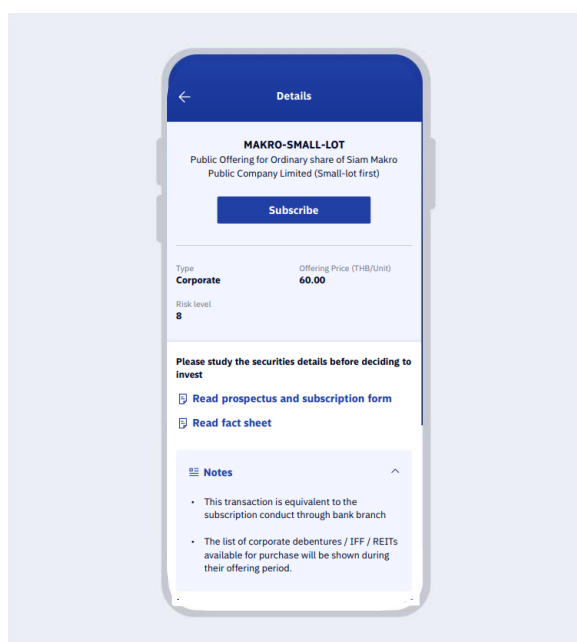 Details
MAKRO-SMALL-LOT
Public Offering for Ordinary share of Siam Makro
Public Company Limited (Small-lot first)
Subscribe
Type
Corporate
Offering Price (THB/Unit)
60.00
Risk level
8
Please study the securities details before deciding to
invest
Read prospectus and subscription form
Read fact sheet
Notes
• This transaction is equivalent to the
subscription conduct through bank branch
• The list of corporate debentures / IFF / REITs
available for purchase will be shown during
their offering period.